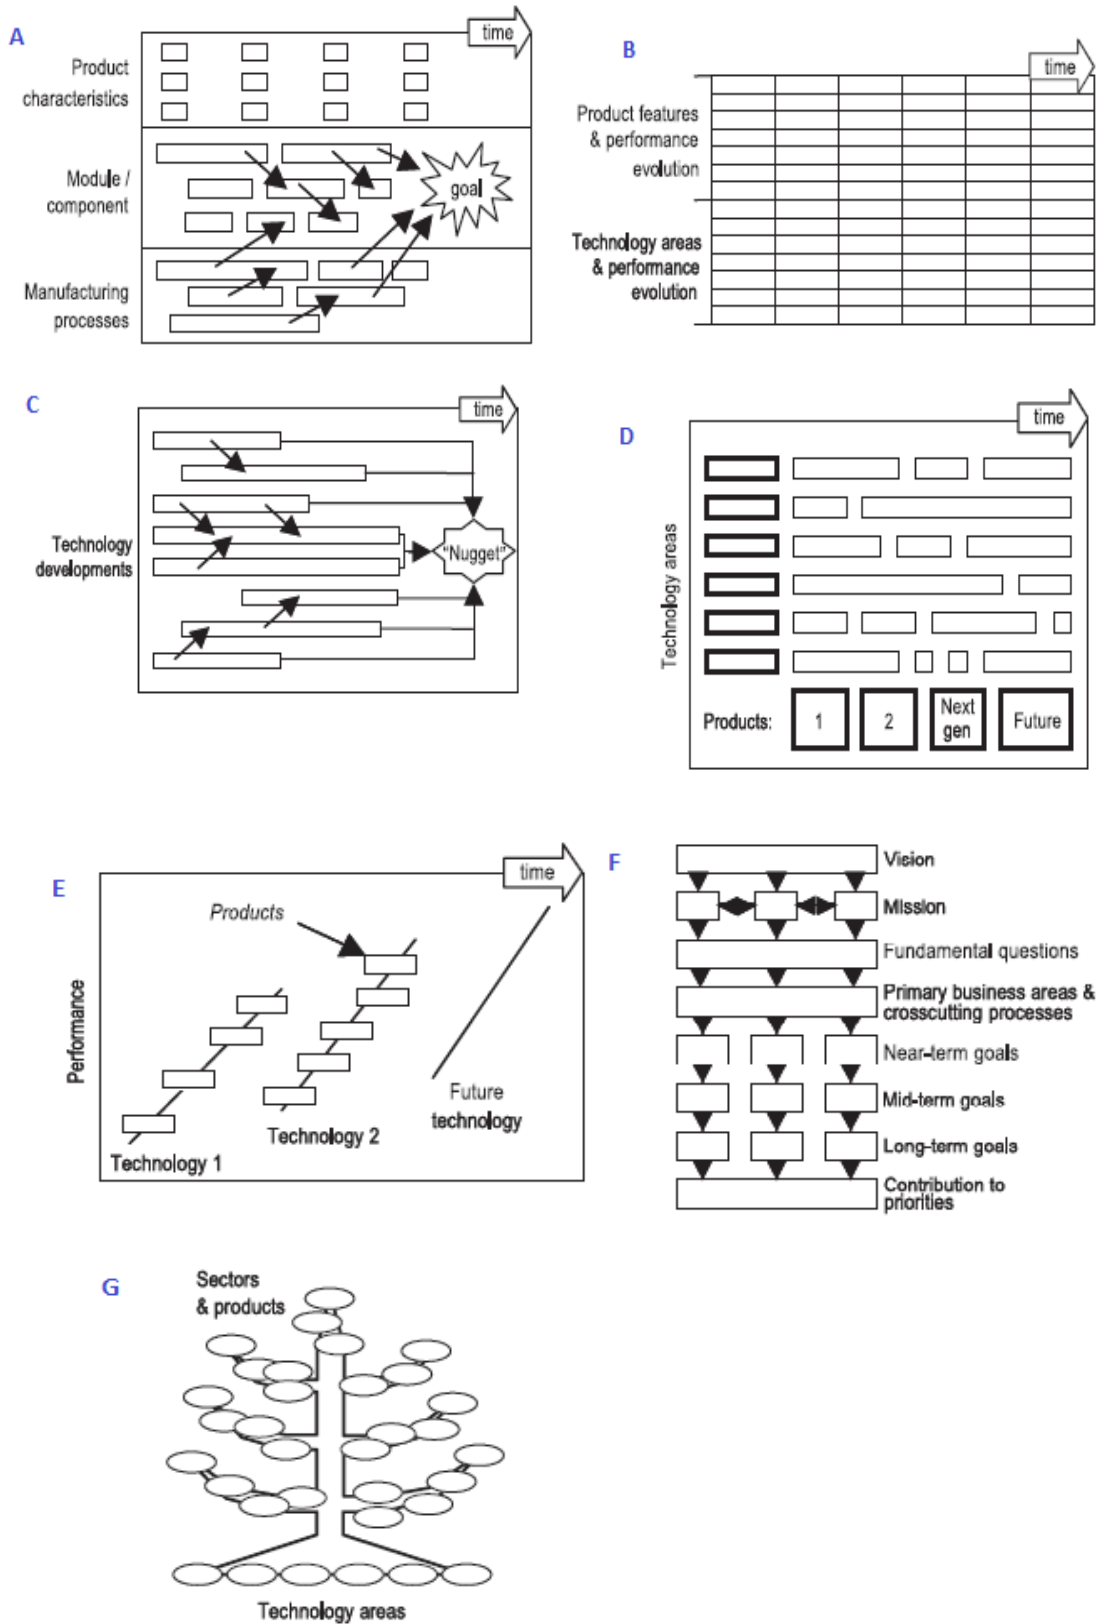 A
time
Product
characteristics
Module /
component
goal
Manufacturing
processes
B
time
Product features
& performance
evolution
Technology areas
& performance
evolution
C
time
Technology
developments
"Nugget"
D
time
Technology areas
Products:
1
2
Next
gen
Future
E
time
Products
Performance
Future
technology
Technology 2
Technology 1
F
Vision
Mission
Fundamental questions
Primary business areas &
crosscutting processes
Near-term goals
Mid-term goals
Long-term goals
Contribution to
priorities
G
Sectors
& products
Technology areas